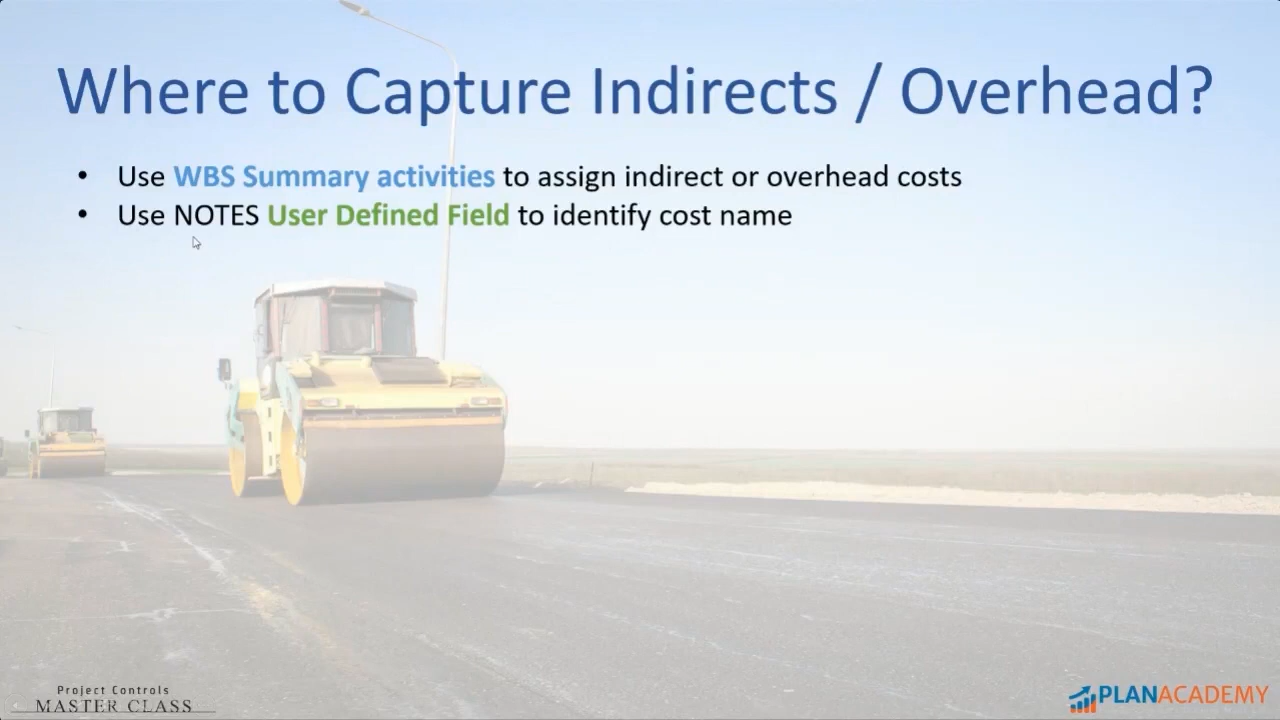 Where to Capture Indirects / Overhead?
• Use WBS Summary activities to assign indirect or overhead costs
• Use NOTES User Defined Field to identify cost name
Project Controls
MASTER CLASS
PLANACADEMY